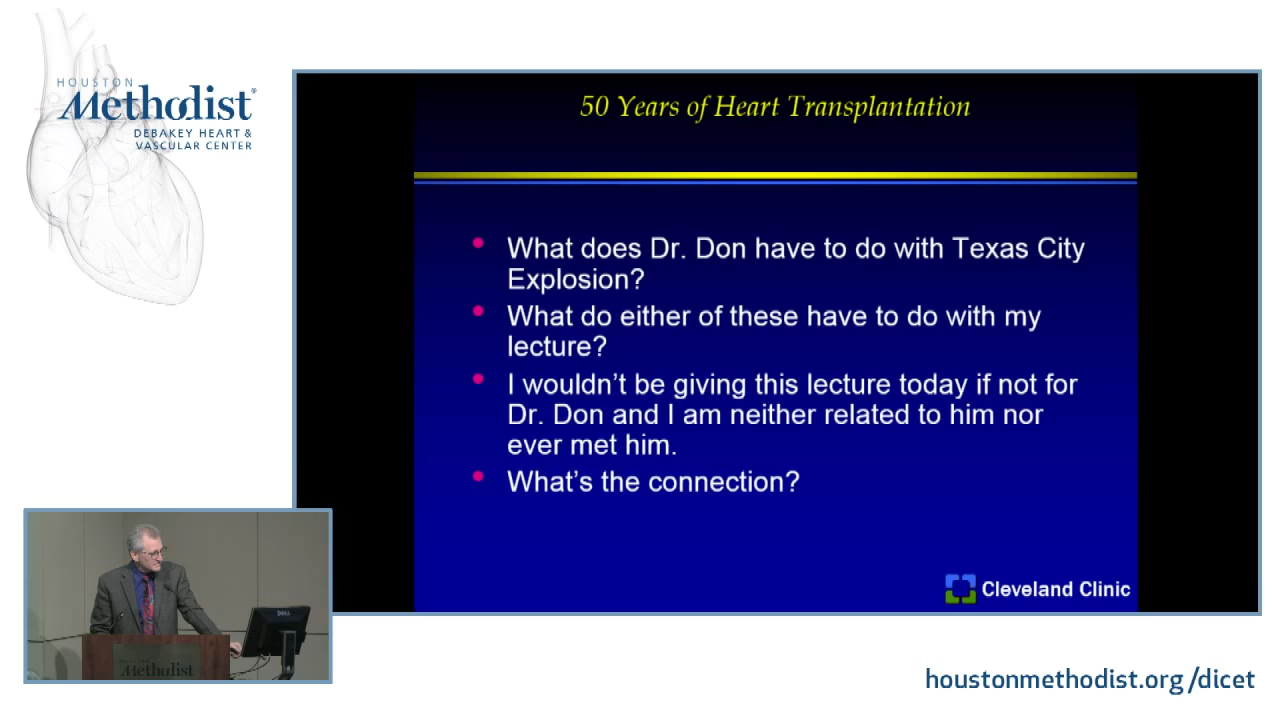 HOUSTON
Methodist®
DEBAKEY HEART &
VASCULAR CENTER
50 Years of Heart Transplantation
• What does Dr. Don have to do with Texas City
Explosion?
• What do either of these have to do with my
lecture?
• I wouldn't be giving this lecture today if not for
Dr. Don and I am neither related to him nor
ever met him.
• What's the connection?
Cleveland Clinic
DELL
HOUSTON
Methodist
houstonmethodist.org/dicet